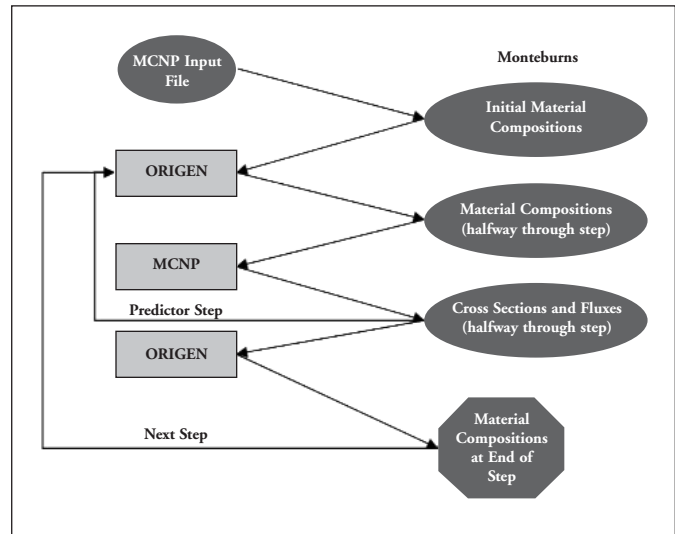 MCNP Input
File
Monteburns
Initial Material
Compositions
ORIGEN
Material Compositions
(halfway through step)
MCNP
Predictor Step
Cross Sections and Fluxes
(halfway through step)
ORIGEN
Next Step
Material
Compositions
at End of
Step